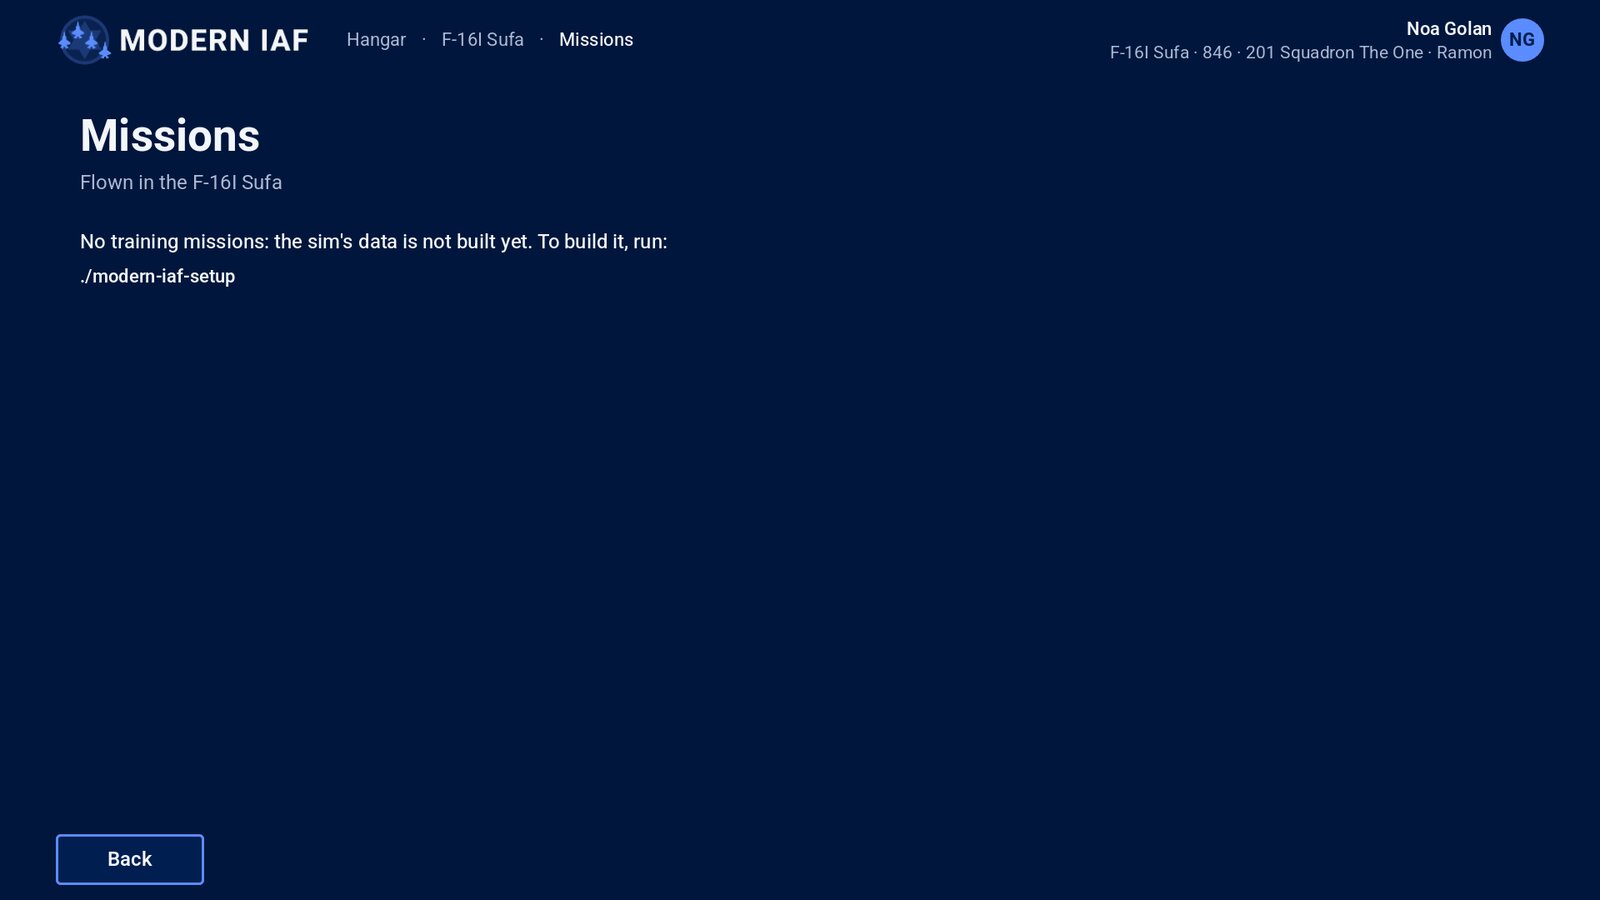 MODERN IAF
Hangar · F-16I Sufa · Missions
Noa Golan
F-16I Sufa · 846 · 201 Squadron The One · Ramon
NG
Missions
Flown in the F-16I Sufa
No training missions: the sim's data is not built yet. To build it, run:
./modern-iaf-setup
Back